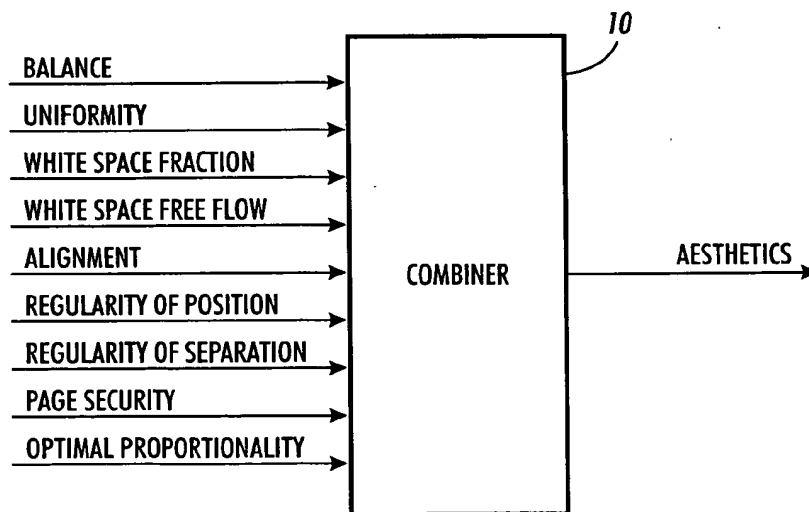 10
BALANCE
UNIFORMITY
WHITE SPACE FRACTION
WHITE SPACE FREE FLOW
ALIGNMENT
REGULARITY OF POSITION
REGULARITY OF SEPARATION
PAGE SECURITY
OPTIMAL PROPORTIONALITY
COMBINER
AESTHETICS